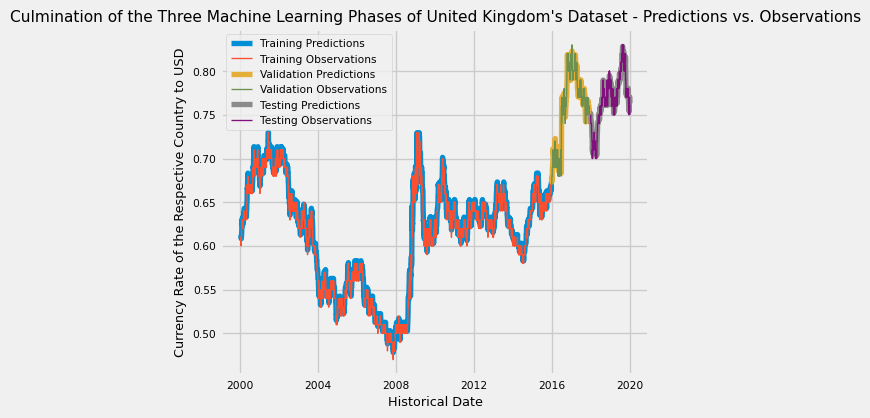 Culmination of the Three Machine Learning Phases of United Kingdom's Dataset - Predictions vs. Observations
Training Predictions
Training Observations
Validation Predictions
Validation Observations
Testing Predictions
Testing Observations
Currency Rate of the Respective Country to USD
0.80
0.75
0.70
0.65
0.60
0.55
0.50
2000 2004 2008 2012 2016 2020
Historical Date